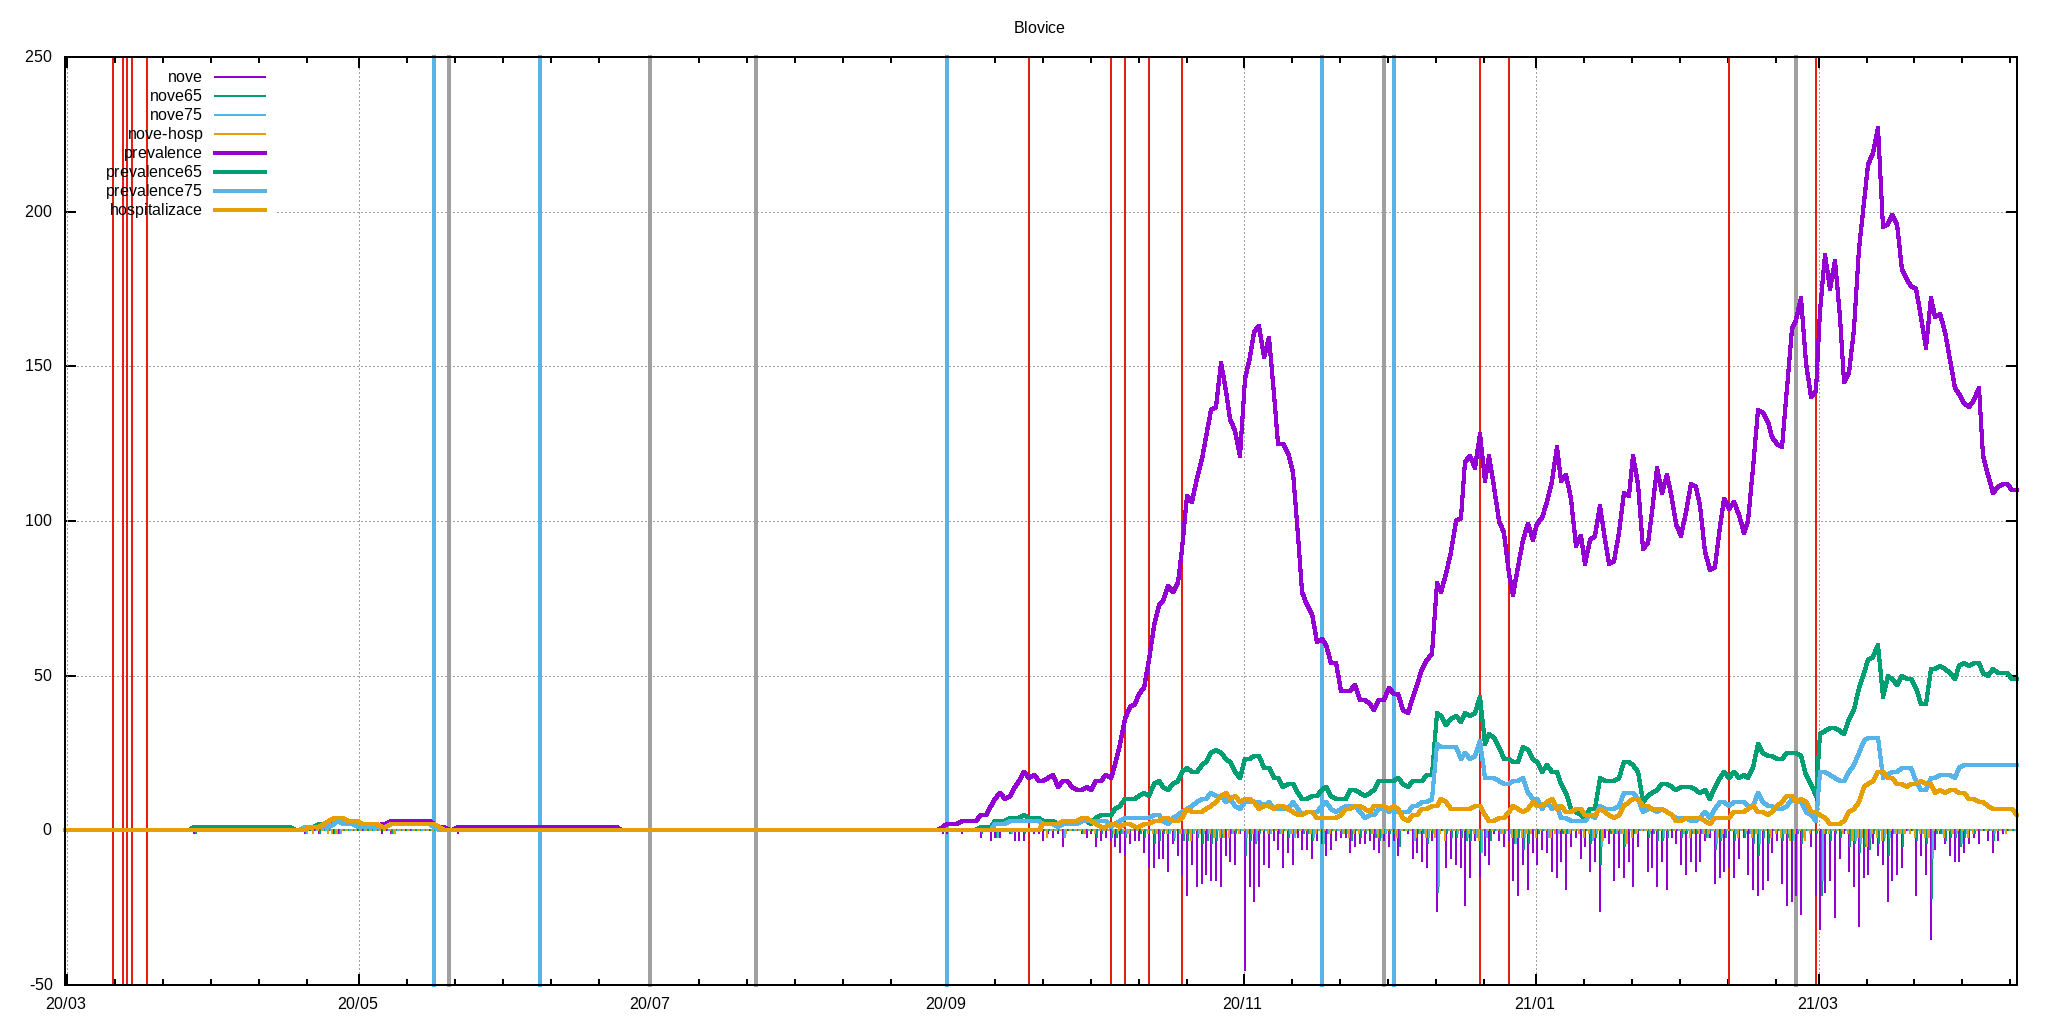 Blovice
250
200
150
100
50
0
-50
nove
nove65
nove75
nove-hosp
prevalence
prevalence65
prevalence75
hospitalizace
20/03 20/05 20/07 20/09 20/11 21/01 21/03